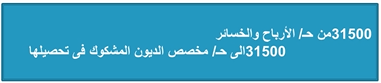 31500من حـ/ الأرباح والخسائر
31500الى حـ/ مخصص الديون المشكوك فى تحصيلها